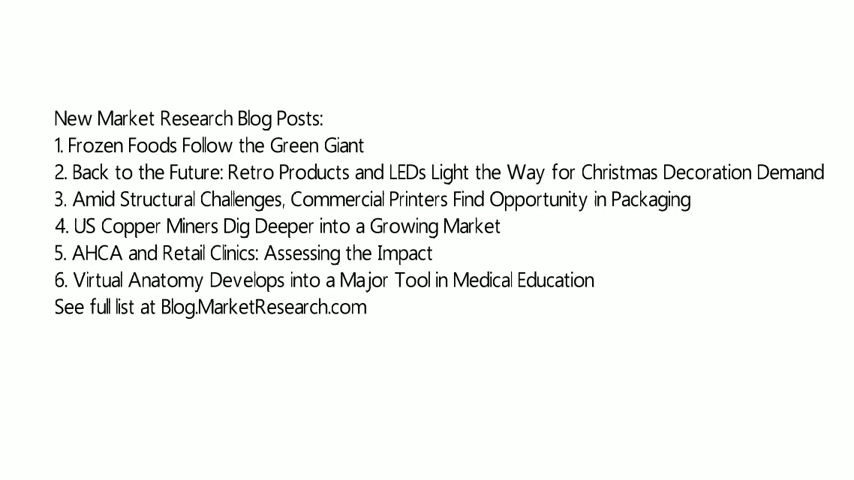 New Market Research Blog Posts:
1. Frozen Foods Follow the Green Giant
2. Back to the Future: Retro Products and LEDs Light the Way for Christmas Decoration Demand
3. Amid Structural Challenges, Commercial Printers Find Opportunity in Packaging
4. US Copper Miners Dig Deeper into a Growing Market
5. AHCA and Retail Clinics: Assessing the Impact
6. Virtual Anatomy Develops into a Major Tool in Medical Education
See full list at Blog.MarketResearch.com